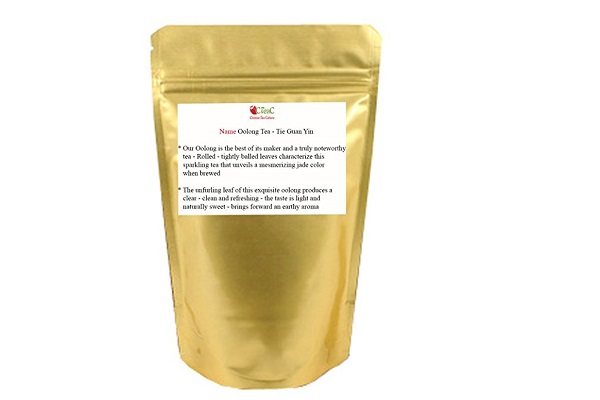 CTeaC
Name Oolong Tea - Tie Guan Yin
* Our Oolong is the best of its maker and a truly noteworthy
tea - Rolled - tightly balled leaves characterize this
sparkling tea that unveils a mesmerizing jade color
when brewed
* The unfurling leaf of this exquisite oolong produces a
clear - clean and refreshing - the taste is light and
naturally sweet - brings forward an earthy aroma